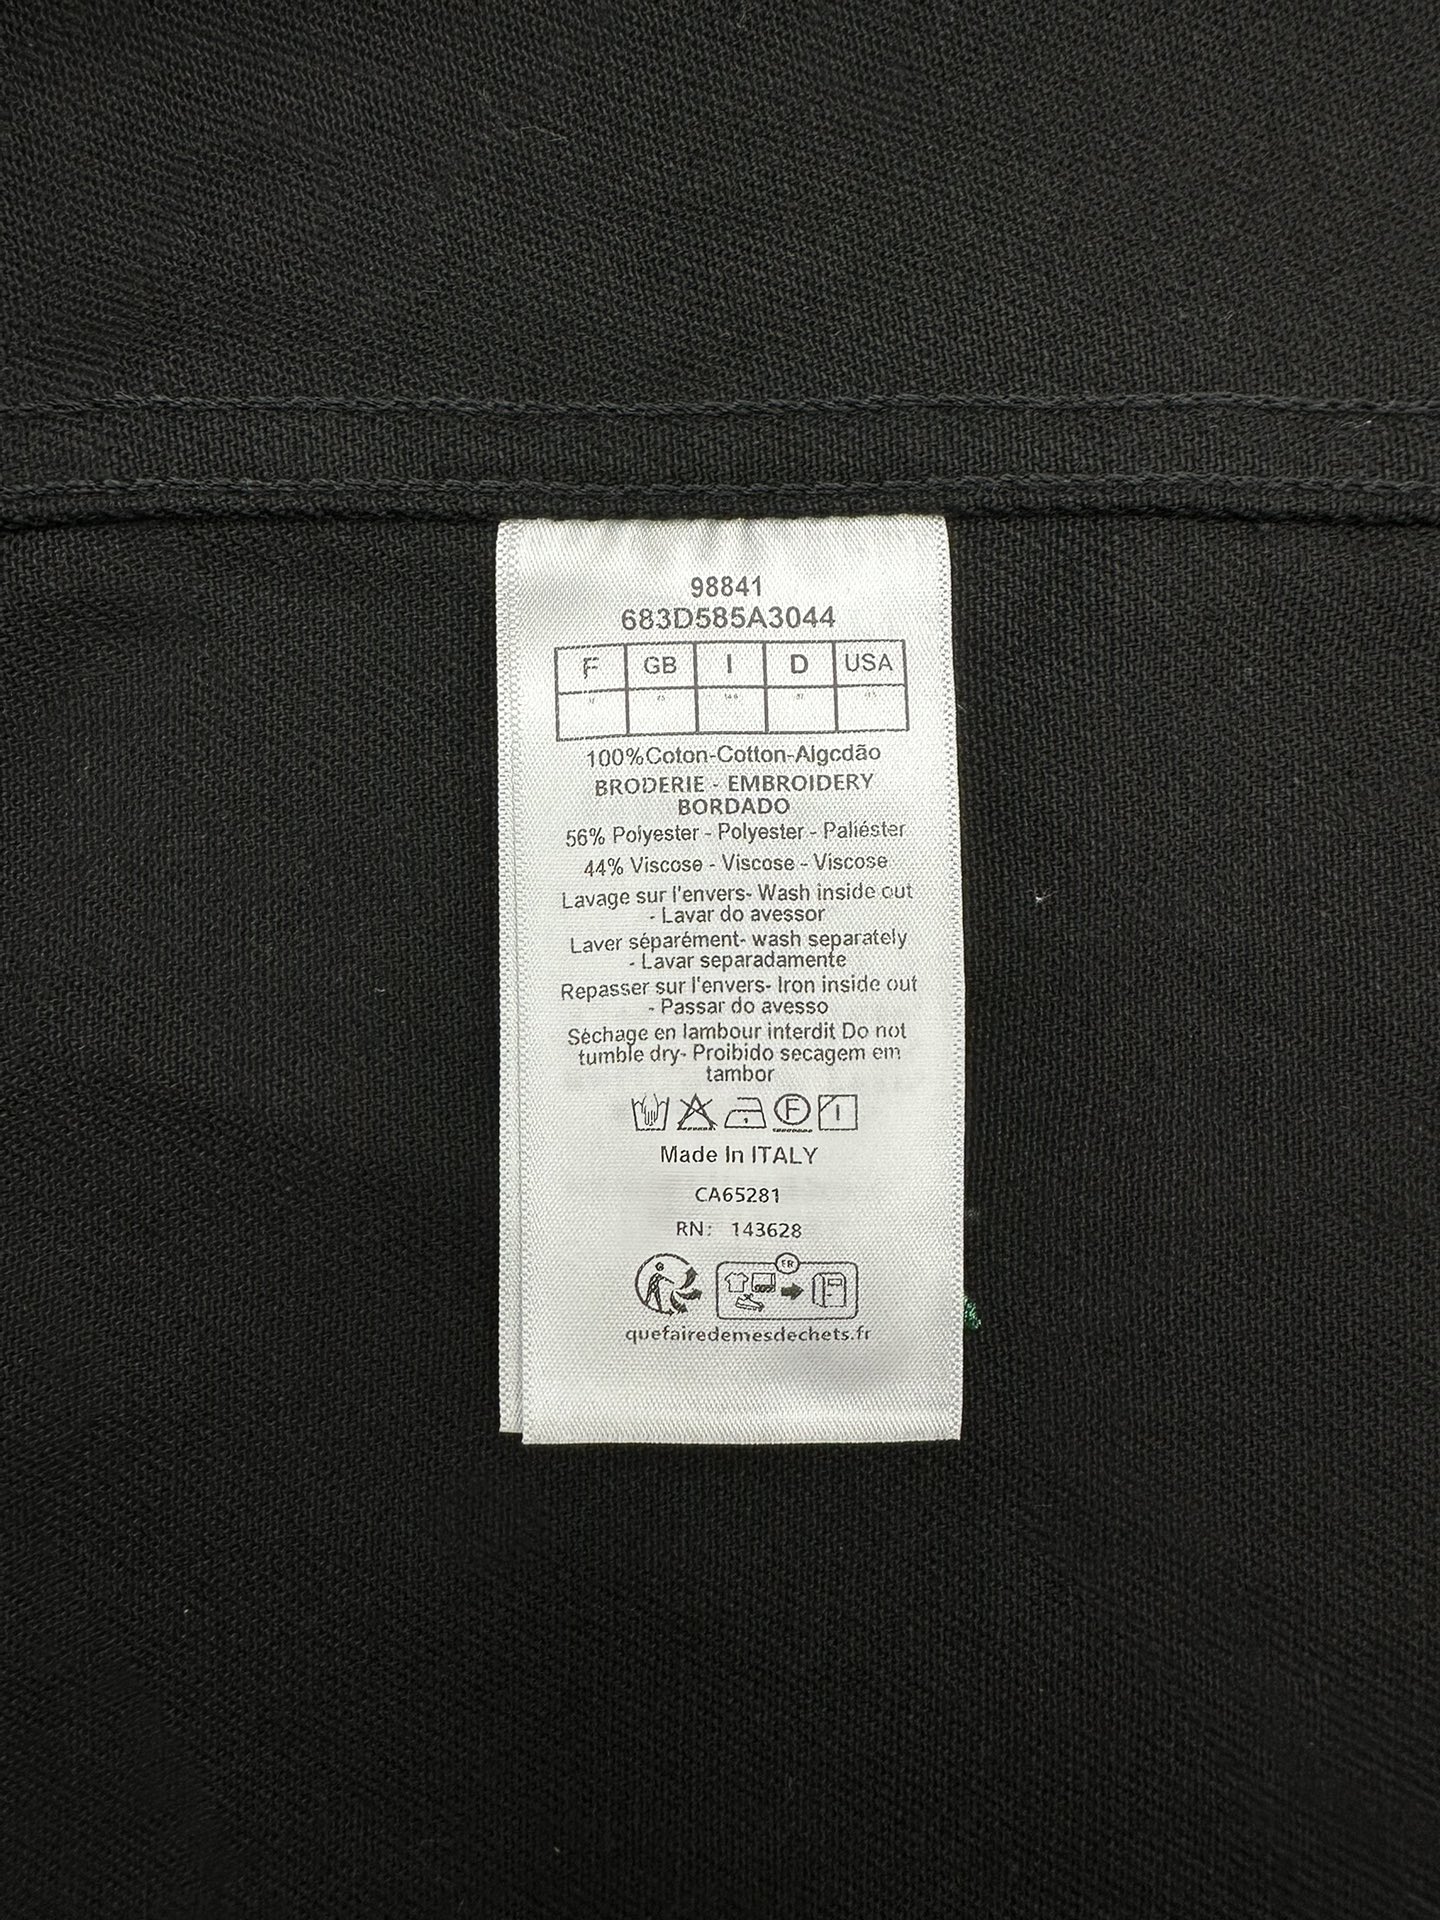 98841
683D585A3044
F GB I D USA
100%Coton-Cotton-Algcdão
BRODERIE - EMBROIDERY
BORDADO
56% Polyester - Polyester - Paliéster
44% Viscose - Viscose - Viscose
Lavage sur l'envers- Wash inside out
- Lavar do avessor
Laver séparément- wash separately
- Lavar separadamente
Repasser sur l'envers- Iron inside out
- Passar do avesso
Séchage en lambour interdit Do not
tumble dry- Proibido secagem em
tambor
F
Made In ITALY
CA65281
RN: 143628
FR
quefairedemesdechets.fr